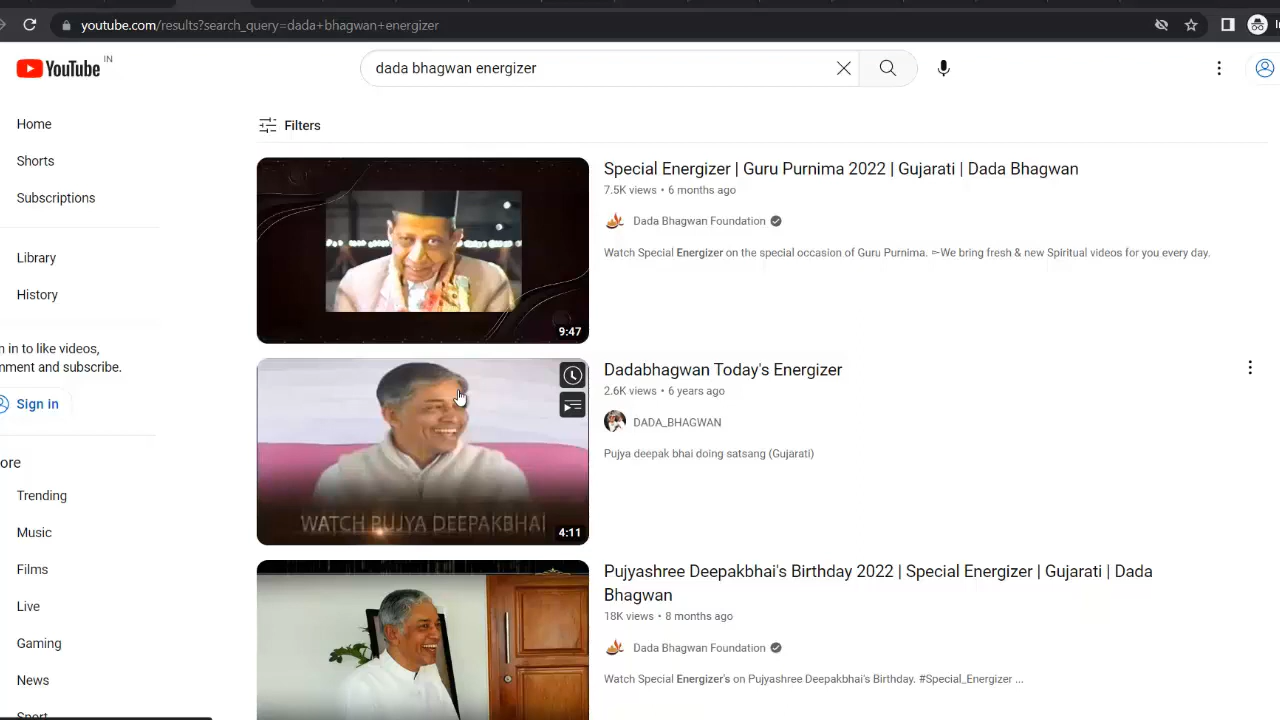 youtube.com/results?search_query=dada+bhagwan+energizer
YouTube IN
dada bhagwan energizer
Home
Shorts
Subscriptions
Library
History
n in to like videos,
nment and subscribe.
Sign in
ore
Trending
Music
Films
Live
Gaming
News
Sport
Filters
9:47
Special Energizer | Guru Purnima 2022 | Gujarati | Dada Bhagwan
7.5K views • 6 months ago
Dada Bhagwan Foundation
Watch Special Energizer on the special occasion of Guru Purnima. ➣We bring fresh & new Spiritual videos for you every day.
WATCH PUJYA DEEPAKBHAI
4:11
Dadabhagwan Today's Energizer
2.6K views • 6 years ago
DADA_BHAGWAN
Pujya deepak bhai doing satsang (Gujarati)
Pujyashree Deepakbhai's Birthday 2022 | Special Energizer | Gujarati | Dada
Bhagwan
18K views • 8 months ago
Dada Bhagwan Foundation
Watch Special Energizer's on Pujyashree Deepakbhai's Birthday. #Special_Energizer ...